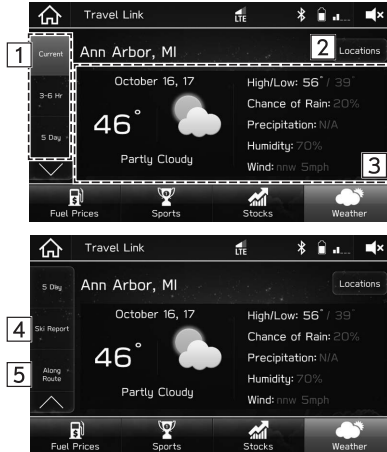 Travel Link
LTE
1
Current
Ann Arbor, MI
2
Locations
3-6 Hr
5 Day
October 16, 17
46°
Partly Cloudy
High/Low: 56°/ 39°
Chance of Rain: 20%
Precipitation: N/A
Humidity: 70%
Wind: nnw 5mph
3
Fuel Prices
Sports
Stocks
Weather
Travel Link
LTE
5 Day
Ann Arbor, MI
Locations
4
Ski Report
5
Along
Route
October 16, 17
46°
Partly Cloudy
High/Low: 56°/ 39°
Chance of Rain: 20%
Precipitation: N/A
Humidity: 70%
Wind: nnw 5mph
Fuel Prices
Sports
Stocks
Weather